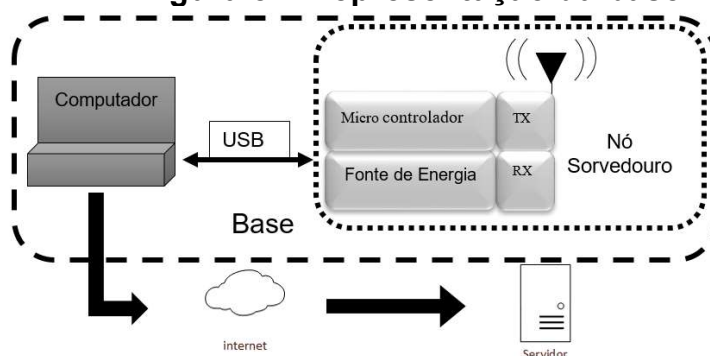 Computador
USB
Micro controlador
TX
Fonte de Energia
RX
Nó
Sorvedouro
Base
internet
Servidor